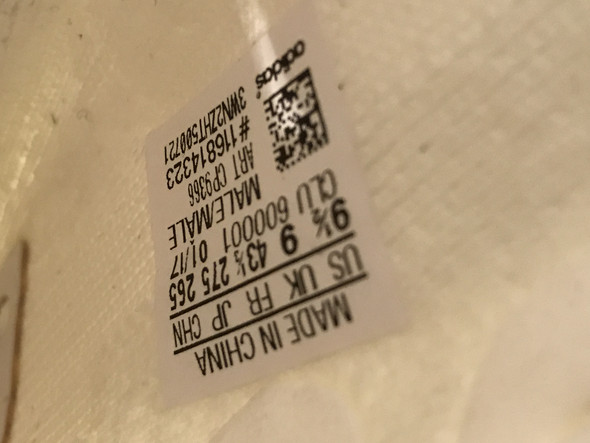 MADE IN CHINA
US UK FR JP CHN
9½ 9 43⅓ 275 265
CLU 600001 01/17
MALE/MALE
ART CP9366
#116814323
3WN2ZHT500721
adidas®